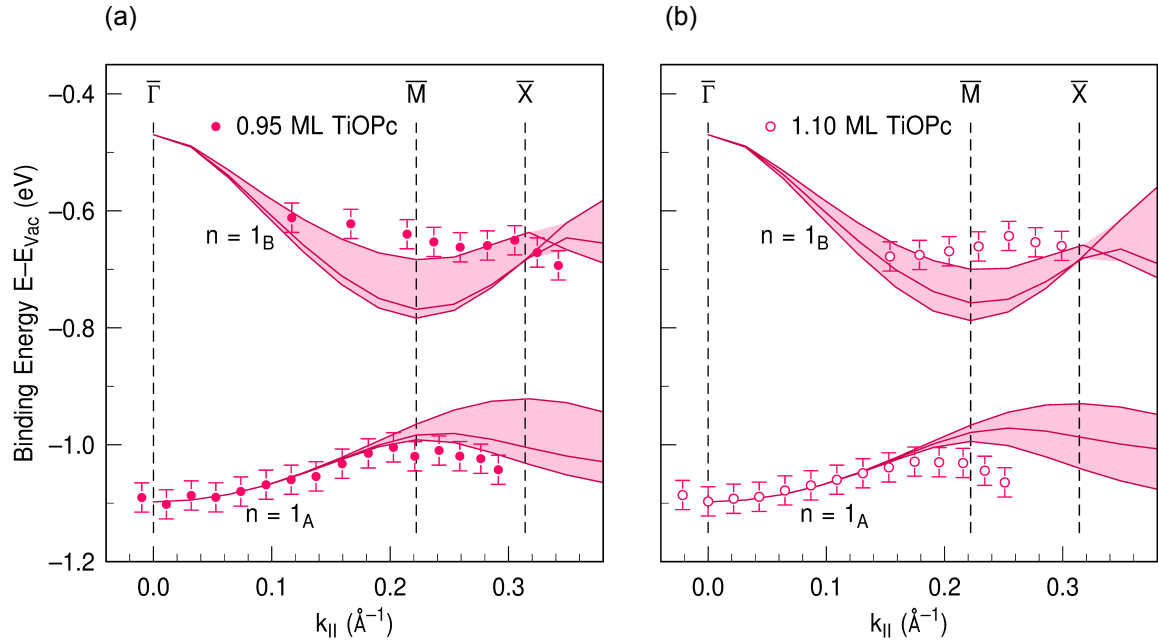 (a)
(b)
Γ̅ M̅ X̅
Γ̅ M̅ X̅
0.95 ML TiOPc
1.10 ML TiOPc
n = 1_B
n = 1_B
n = 1_A
n = 1_A
Binding Energy E–E_Vac (eV)
−0.4
−0.6
−0.8
−1.0
−1.2
0.0 0.1 0.2 0.3
0.0 0.1 0.2 0.3
k_II (Å⁻¹)
k_II (Å⁻¹)